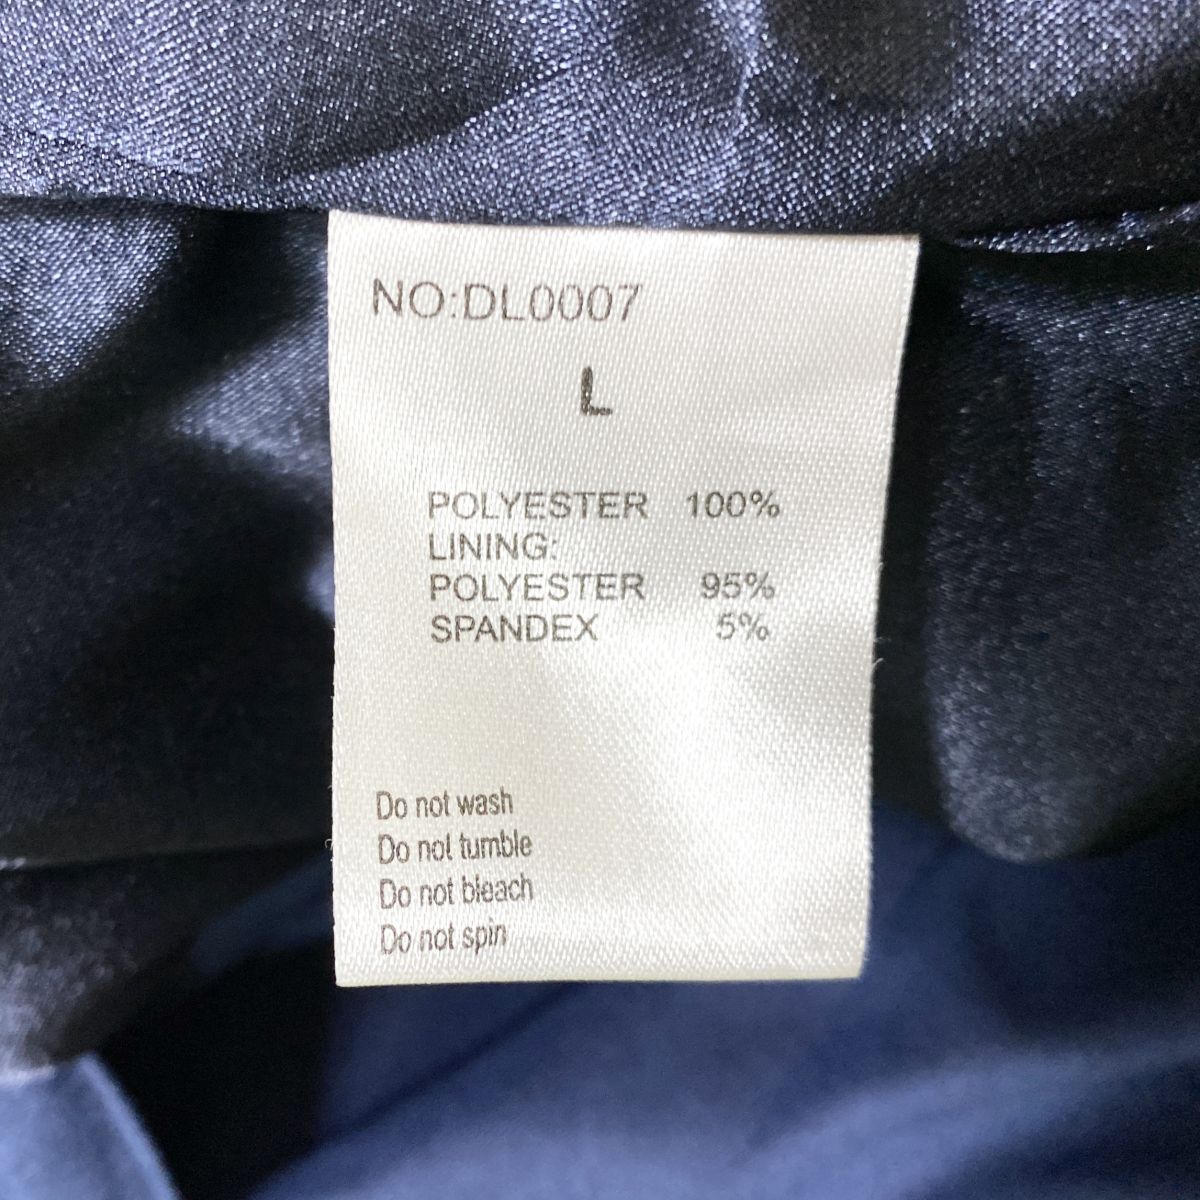 NO:DL0007
L
POLYESTER 100%
LINING:
POLYESTER 95%
SPANDEX 5%
Do not wash
Do not tumble
Do not bleach
Do not spin